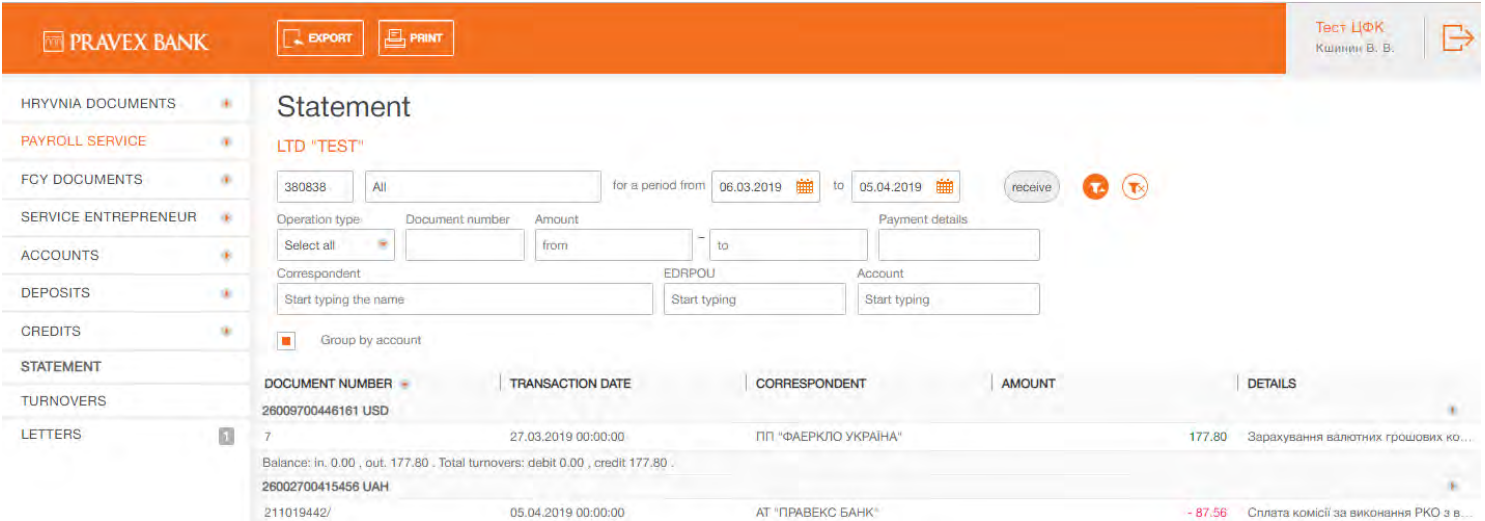 PRAVEX BANK
EXPORT
PRINT
Тест ЦФК
Кшинин В. В.
HRYVNIA DOCUMENTS
PAYROLL SERVICE
FCY DOCUMENTS
SERVICE ENTREPRENEUR
ACCOUNTS
DEPOSITS
CREDITS
STATEMENT
TURNOVERS
LETTERS 1
Statement
LTD "TEST"
380838 All for a period from 06.03.2019 to 05.04.2019 receive
Operation type Document number Amount Payment details
Select all from – to
Correspondent EDRPOU Account
Start typing the name Start typing Start typing
Group by account
DOCUMENT NUMBER TRANSACTION DATE CORRESPONDENT AMOUNT DETAILS
26009700446161 USD
7 27.03.2019 00:00:00 ПП "ФАЕРКЛО УКРАЇНА" 177.80 Зарахування валютних грошових ко...
Balance: in. 0.00 , out. 177.80 . Total turnovers: debit 0.00 , credit 177.80 .
26002700415456 UAH
211019442/ 05.04.2019 00:00:00 АТ "ПРАВЕКС БАНК" - 87.56 Сплата комісії за виконання РКО з в...